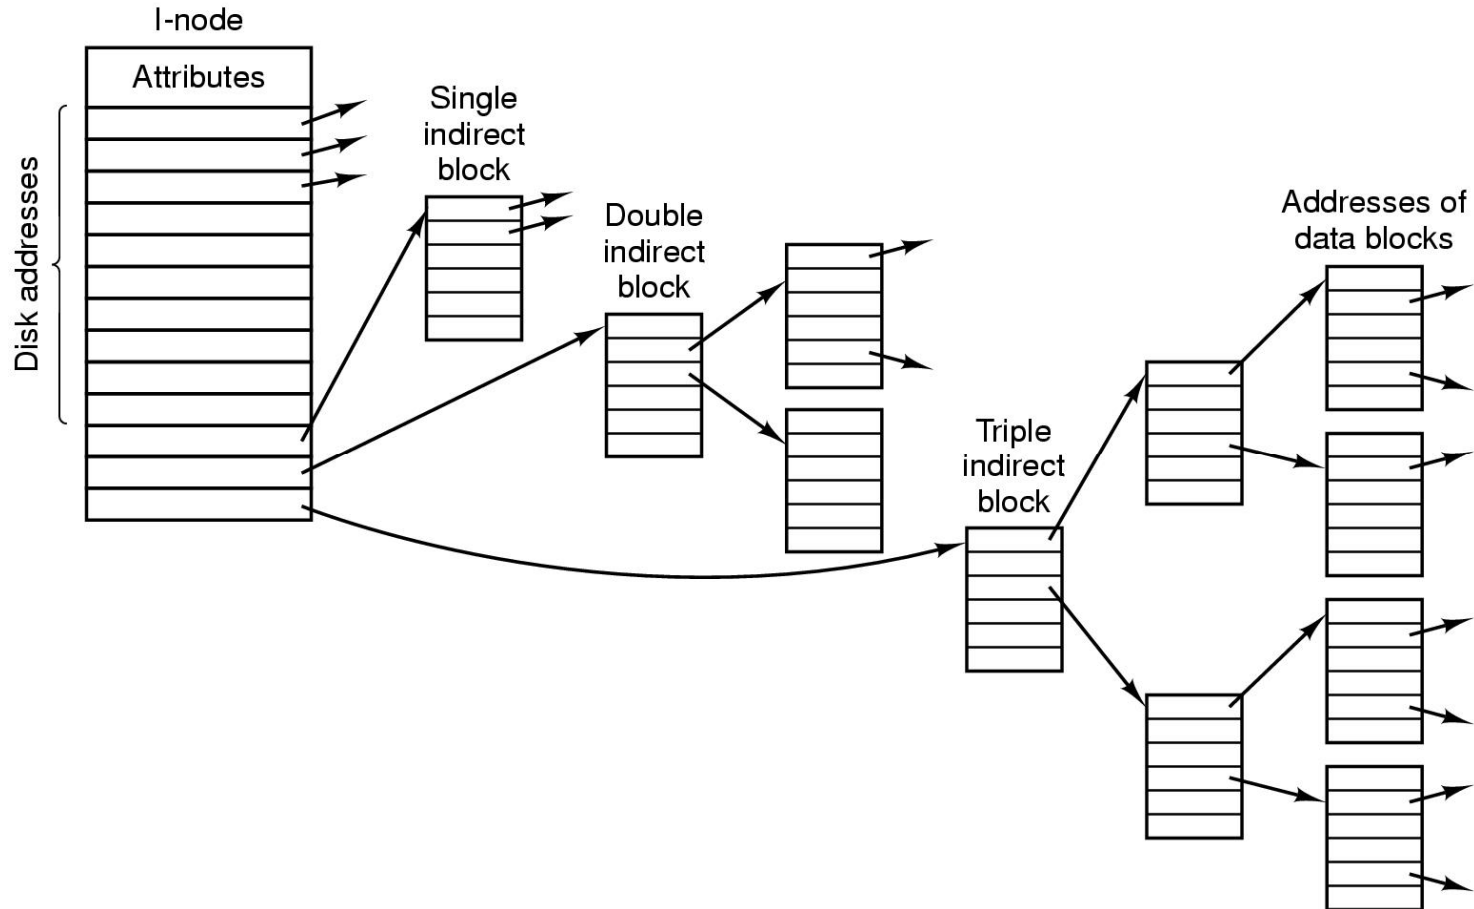 I-node
Attributes
Disk addresses
Single
indirect
block
Double
indirect
block
Triple
indirect
block
Addresses of
data blocks